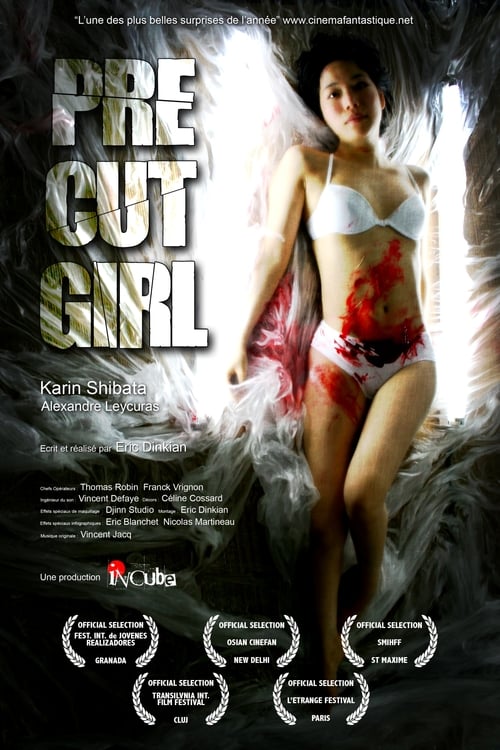 "L'une des plus belles surprises de l'année" www.cinemafantastique.net
PRE
CUT
GIRL
Karin Shibata
Alexandre Leycuras
Ecrit et réalisé par Eric Dinkian
Chefs Opérateurs Thomas Robin Franck Vrignon
Ingénieur du son Vincent Defaye Décors Céline Cossard
Effets spéciaux de maquillage Djinn Studio Montage Eric Dinkian
Effets spéciaux infographiques Eric Blanchet Nicolas Martineau
Musique originale Vincent Jacq
Une production INCube
OFFICIAL SELECTION
FEST. INT. de JOVENES
REALIZADORES
GRANADA
OFFICIAL SELECTION
OSIAN CINEFAN
NEW DELHI
OFFICIAL SELECTION
SMIHFF
ST MAXIME
OFFICIAL SELECTION
TRANSILVNIA INT.
FILM FESTIVAL
CLUJ
OFFICIAL SELECTION
L'ETRANGE FESTIVAL
PARIS